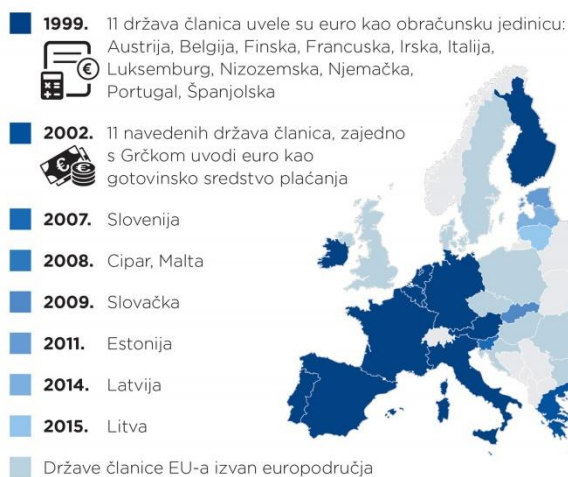 1999. 11 država članica uvele su euro kao obračunsku jedinicu:
Austrija, Belgija, Finska, Francuska, Irska, Italija,
Luksemburg, Nizozemska, Njemačka,
Portugal, Španjolska
2002. 11 navedenih država članica, zajedno
s Grčkom uvodi euro kao
gotovinsko sredstvo plaćanja
2007. Slovenija
2008. Cipar, Malta
2009. Slovačka
2011. Estonija
2014. Latvija
2015. Litva
Države članice EU-a izvan europodručja